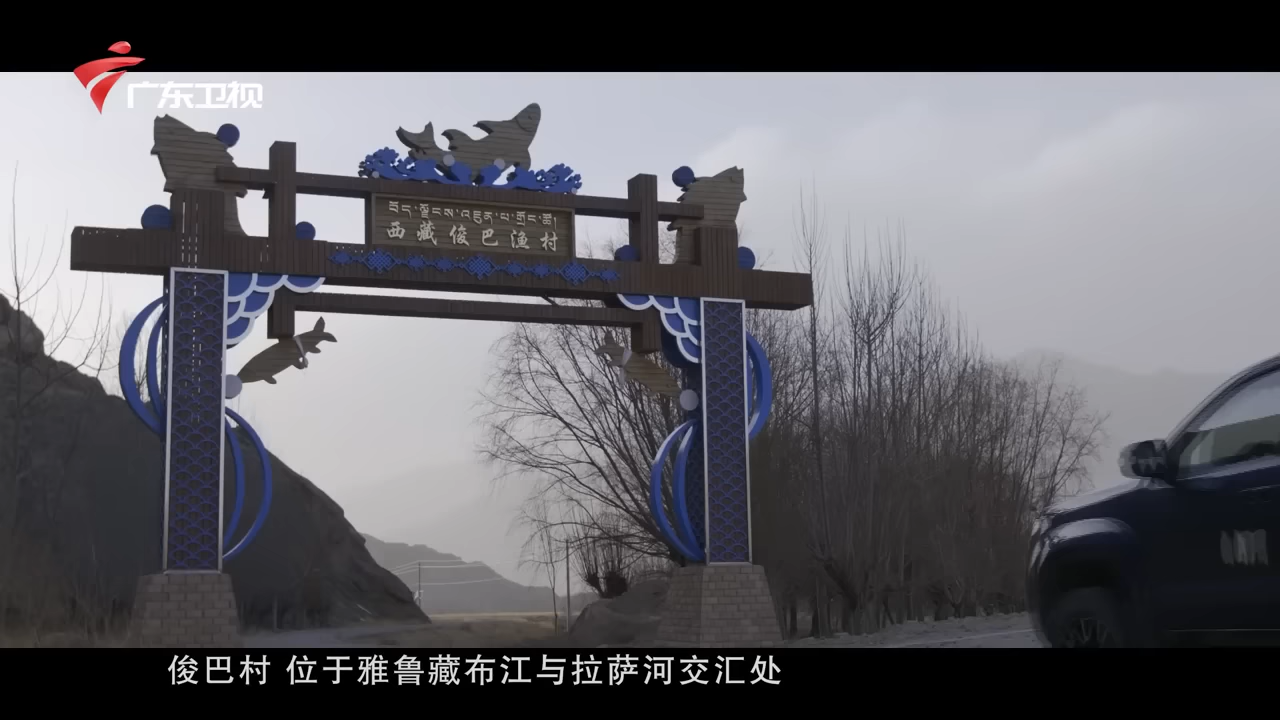 广东卫视
西藏俊巴渔村
俊巴村 位于雅鲁藏布江与拉萨河交汇处